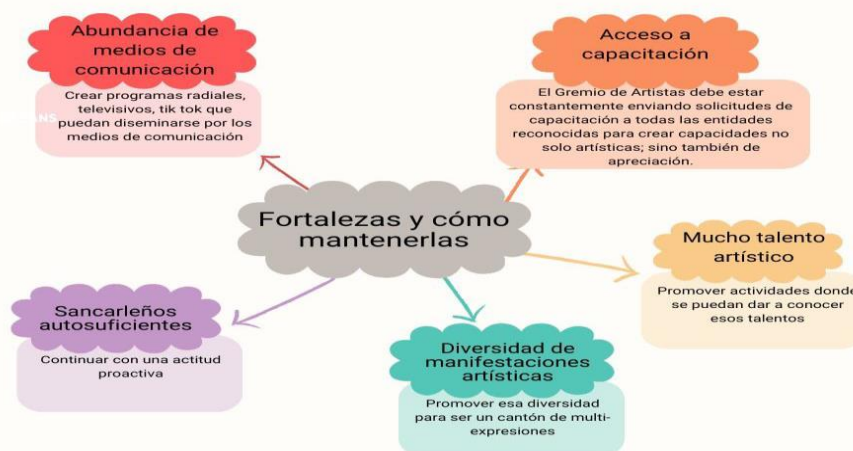 Abundancia de
medios de
comunicación
Crear programas radiales,
televisivos, tik tok que
puedan diseminarse por los
medios de comunicación
ANS
Acceso a
capacitación
El Gremio de Artistas debe estar
constantemente enviando solicitudes de
capacitación a todas las entidades
reconocidas para crear capacidades no
solo artísticas; sino también de
apreciación.
Fortalezas y cómo
mantenerlas
Mucho talento
artístico
Promover actividades donde
se puedan dar a conocer
esos talentos
Sancarleños
autosuficientes
Continuar con una actitud
proactiva
Diversidad de
manifestaciones
artísticas
Promover esa diversidad
para ser un cantón de multi-
expresiones